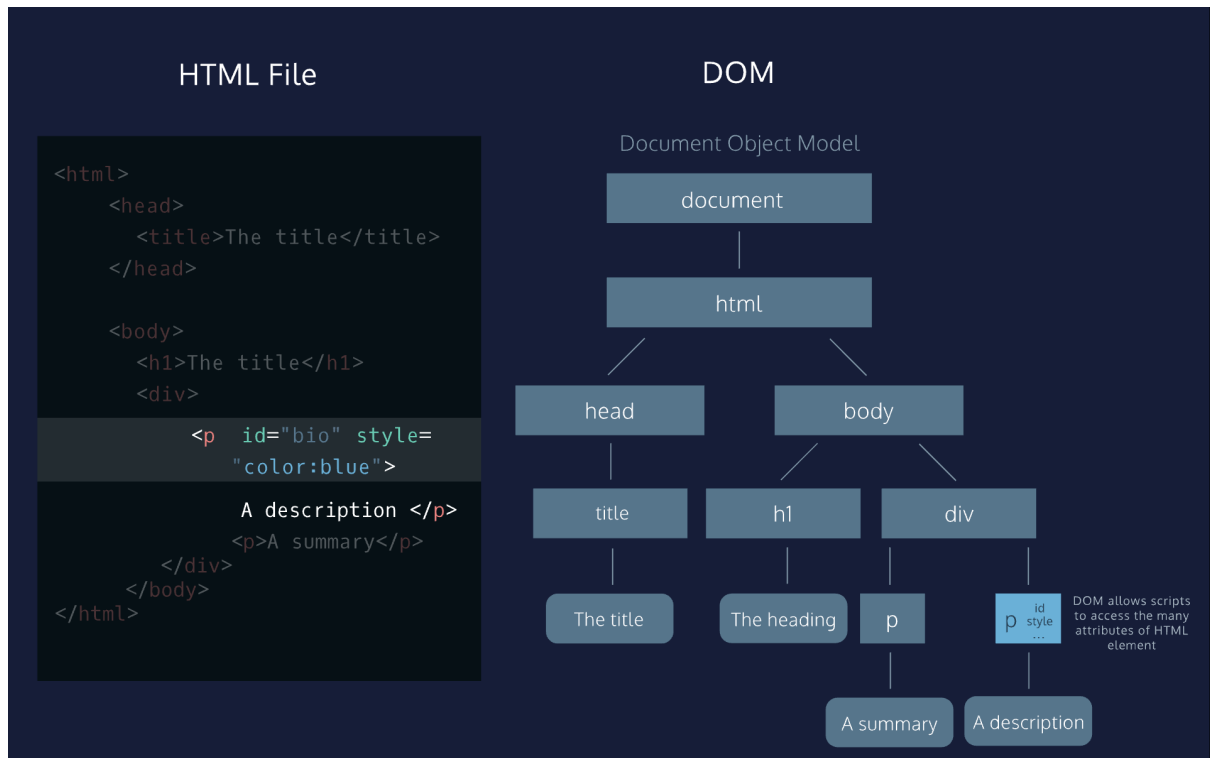 HTML File
<html>
<head>
<title>The title</title>
</head>
<body>
<h1>The title</h1>
<div>
<p id="bio" style=
"color:blue">
A description </p>
<p>A summary</p>
</div>
</body>
</html>
DOM
Document Object Model
document
html
head
body
title
h1
div
The title
The heading
p
p
id
style
...
DOM allows scripts
to access the many
attributes of HTML
element
A summary
A description